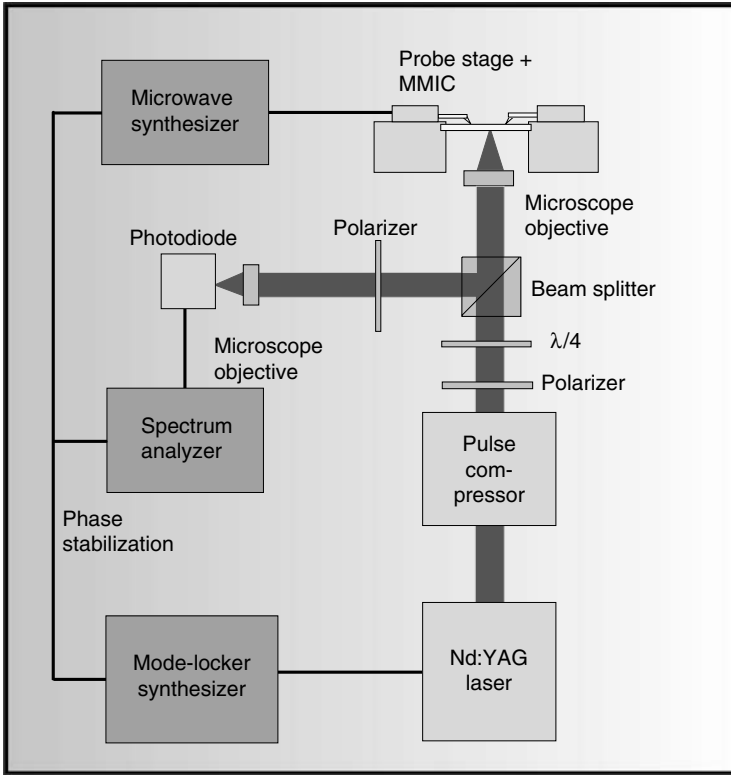 Probe stage +
MMIC
Microwave
synthesizer
Microscope
objective
Polarizer
Photodiode
Beam splitter
λ/4
Microscope
objective
Polarizer
Spectrum
analyzer
Pulse
com-
pressor
Phase
stabilization
Nd:YAG
laser
Mode-locker
synthesizer